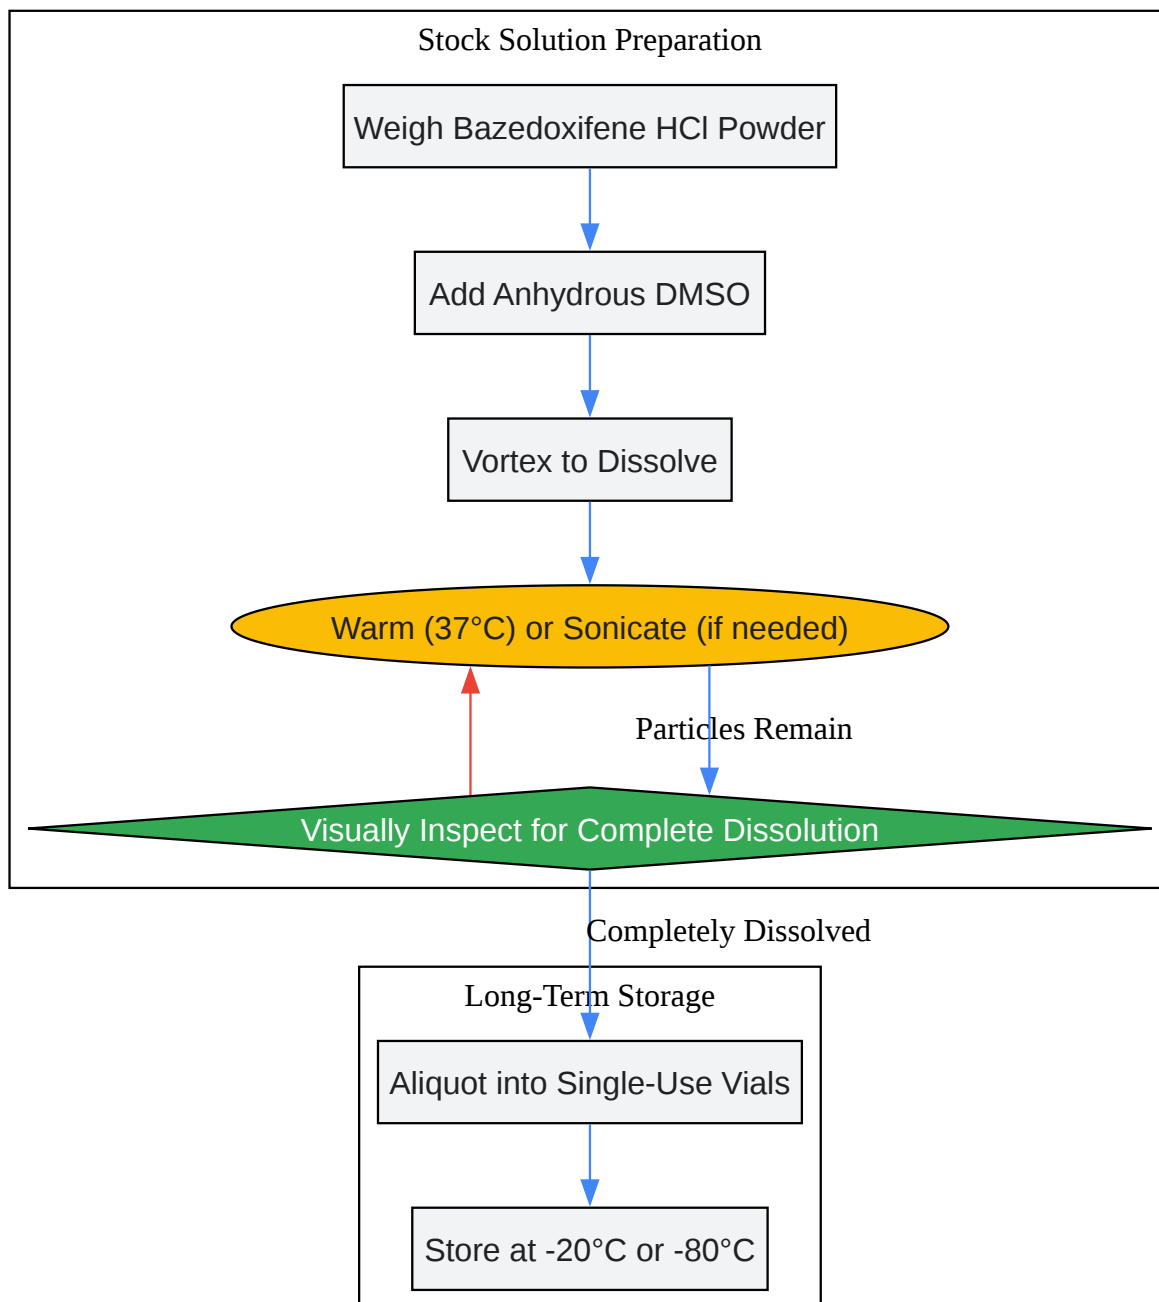 Stock Solution Preparation
Weigh Bazedoxifene HCl Powder
Add Anhydrous DMSO
Vortex to Dissolve
Warm (37°C) or Sonicate (if needed)
Particles Remain
Visually Inspect for Complete Dissolution
Completely Dissolved
Long-Term Storage
Aliquot into Single-Use Vials
Store at -20°C or -80°C